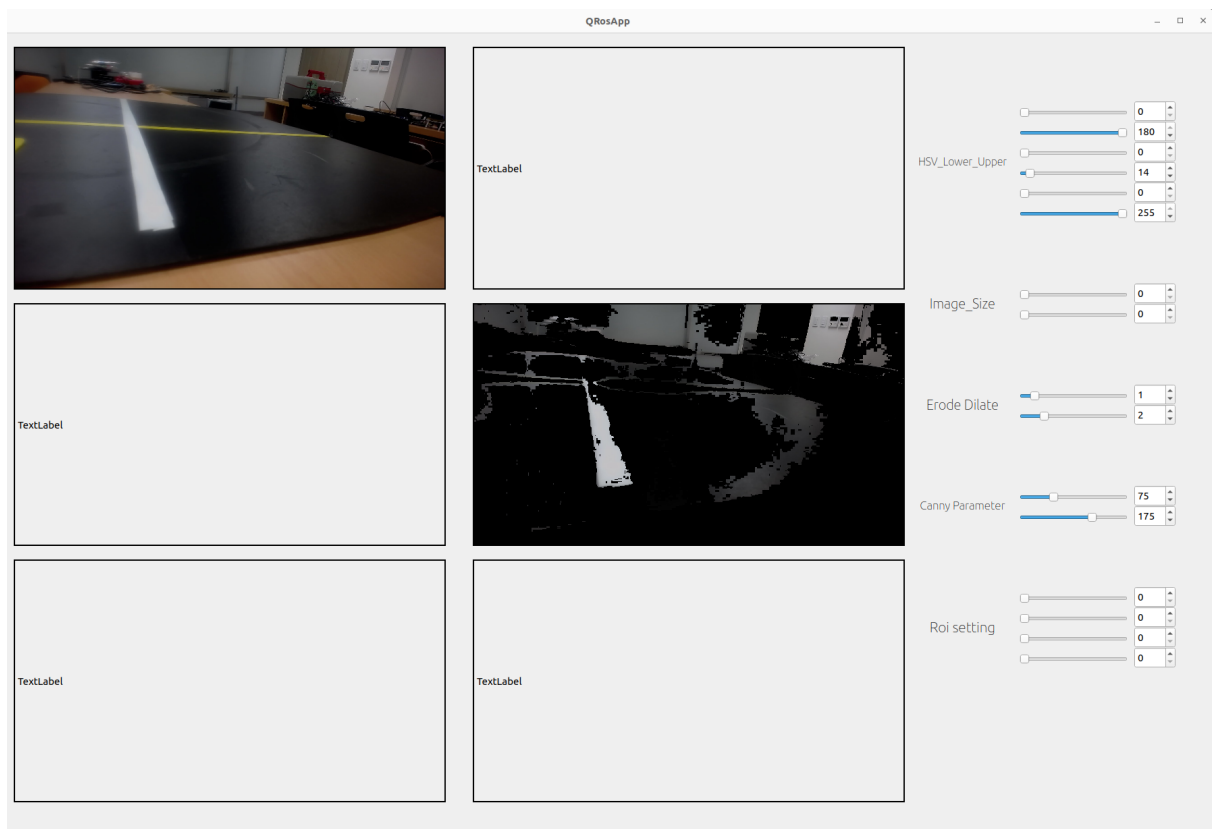 QRosApp
TextLabel
HSV_Lower_Upper
0
180
0
14
0
255
Image_Size
0
0
TextLabel
Erode Dilate
1
2
Canny Parameter
75
175
Roi setting
0
0
0
0
TextLabel
TextLabel